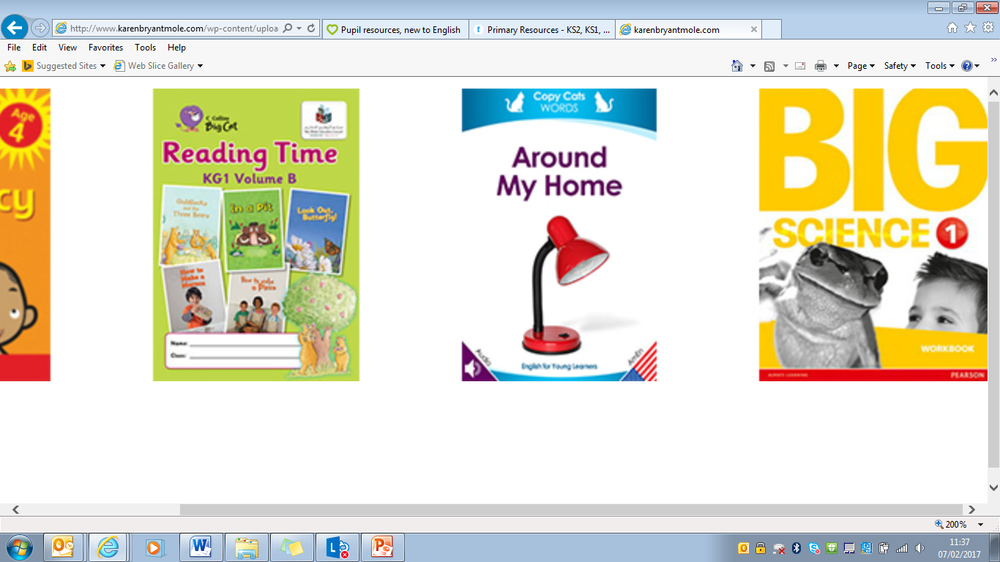 http://www.karenbryantmole.com/wp-content/uploa
Pupil resources, new to English
Primary Resources - KS2, KS1, ...
karenbryantmole.com
File Edit View Favorites Tools Help
Suggested Sites Web Slice Gallery
Page Safety Tools
Age
4
cy
Collins
Big Cat
Reading Time
KG1 Volume B
Goldilocks
and the
Three Bears
In a Pit
Look Out,
Butterfly!
How to
Make a
How to make
a Pizza
Name:
Class:
Copy Cats
WORDS
Around
My Home
Audio
English for Young Learners
AmEn
BIG
SCIENCE 1
WORKBOOK
ALWAYS LEARNING
PEARSON
200%
11:37
07/02/2017